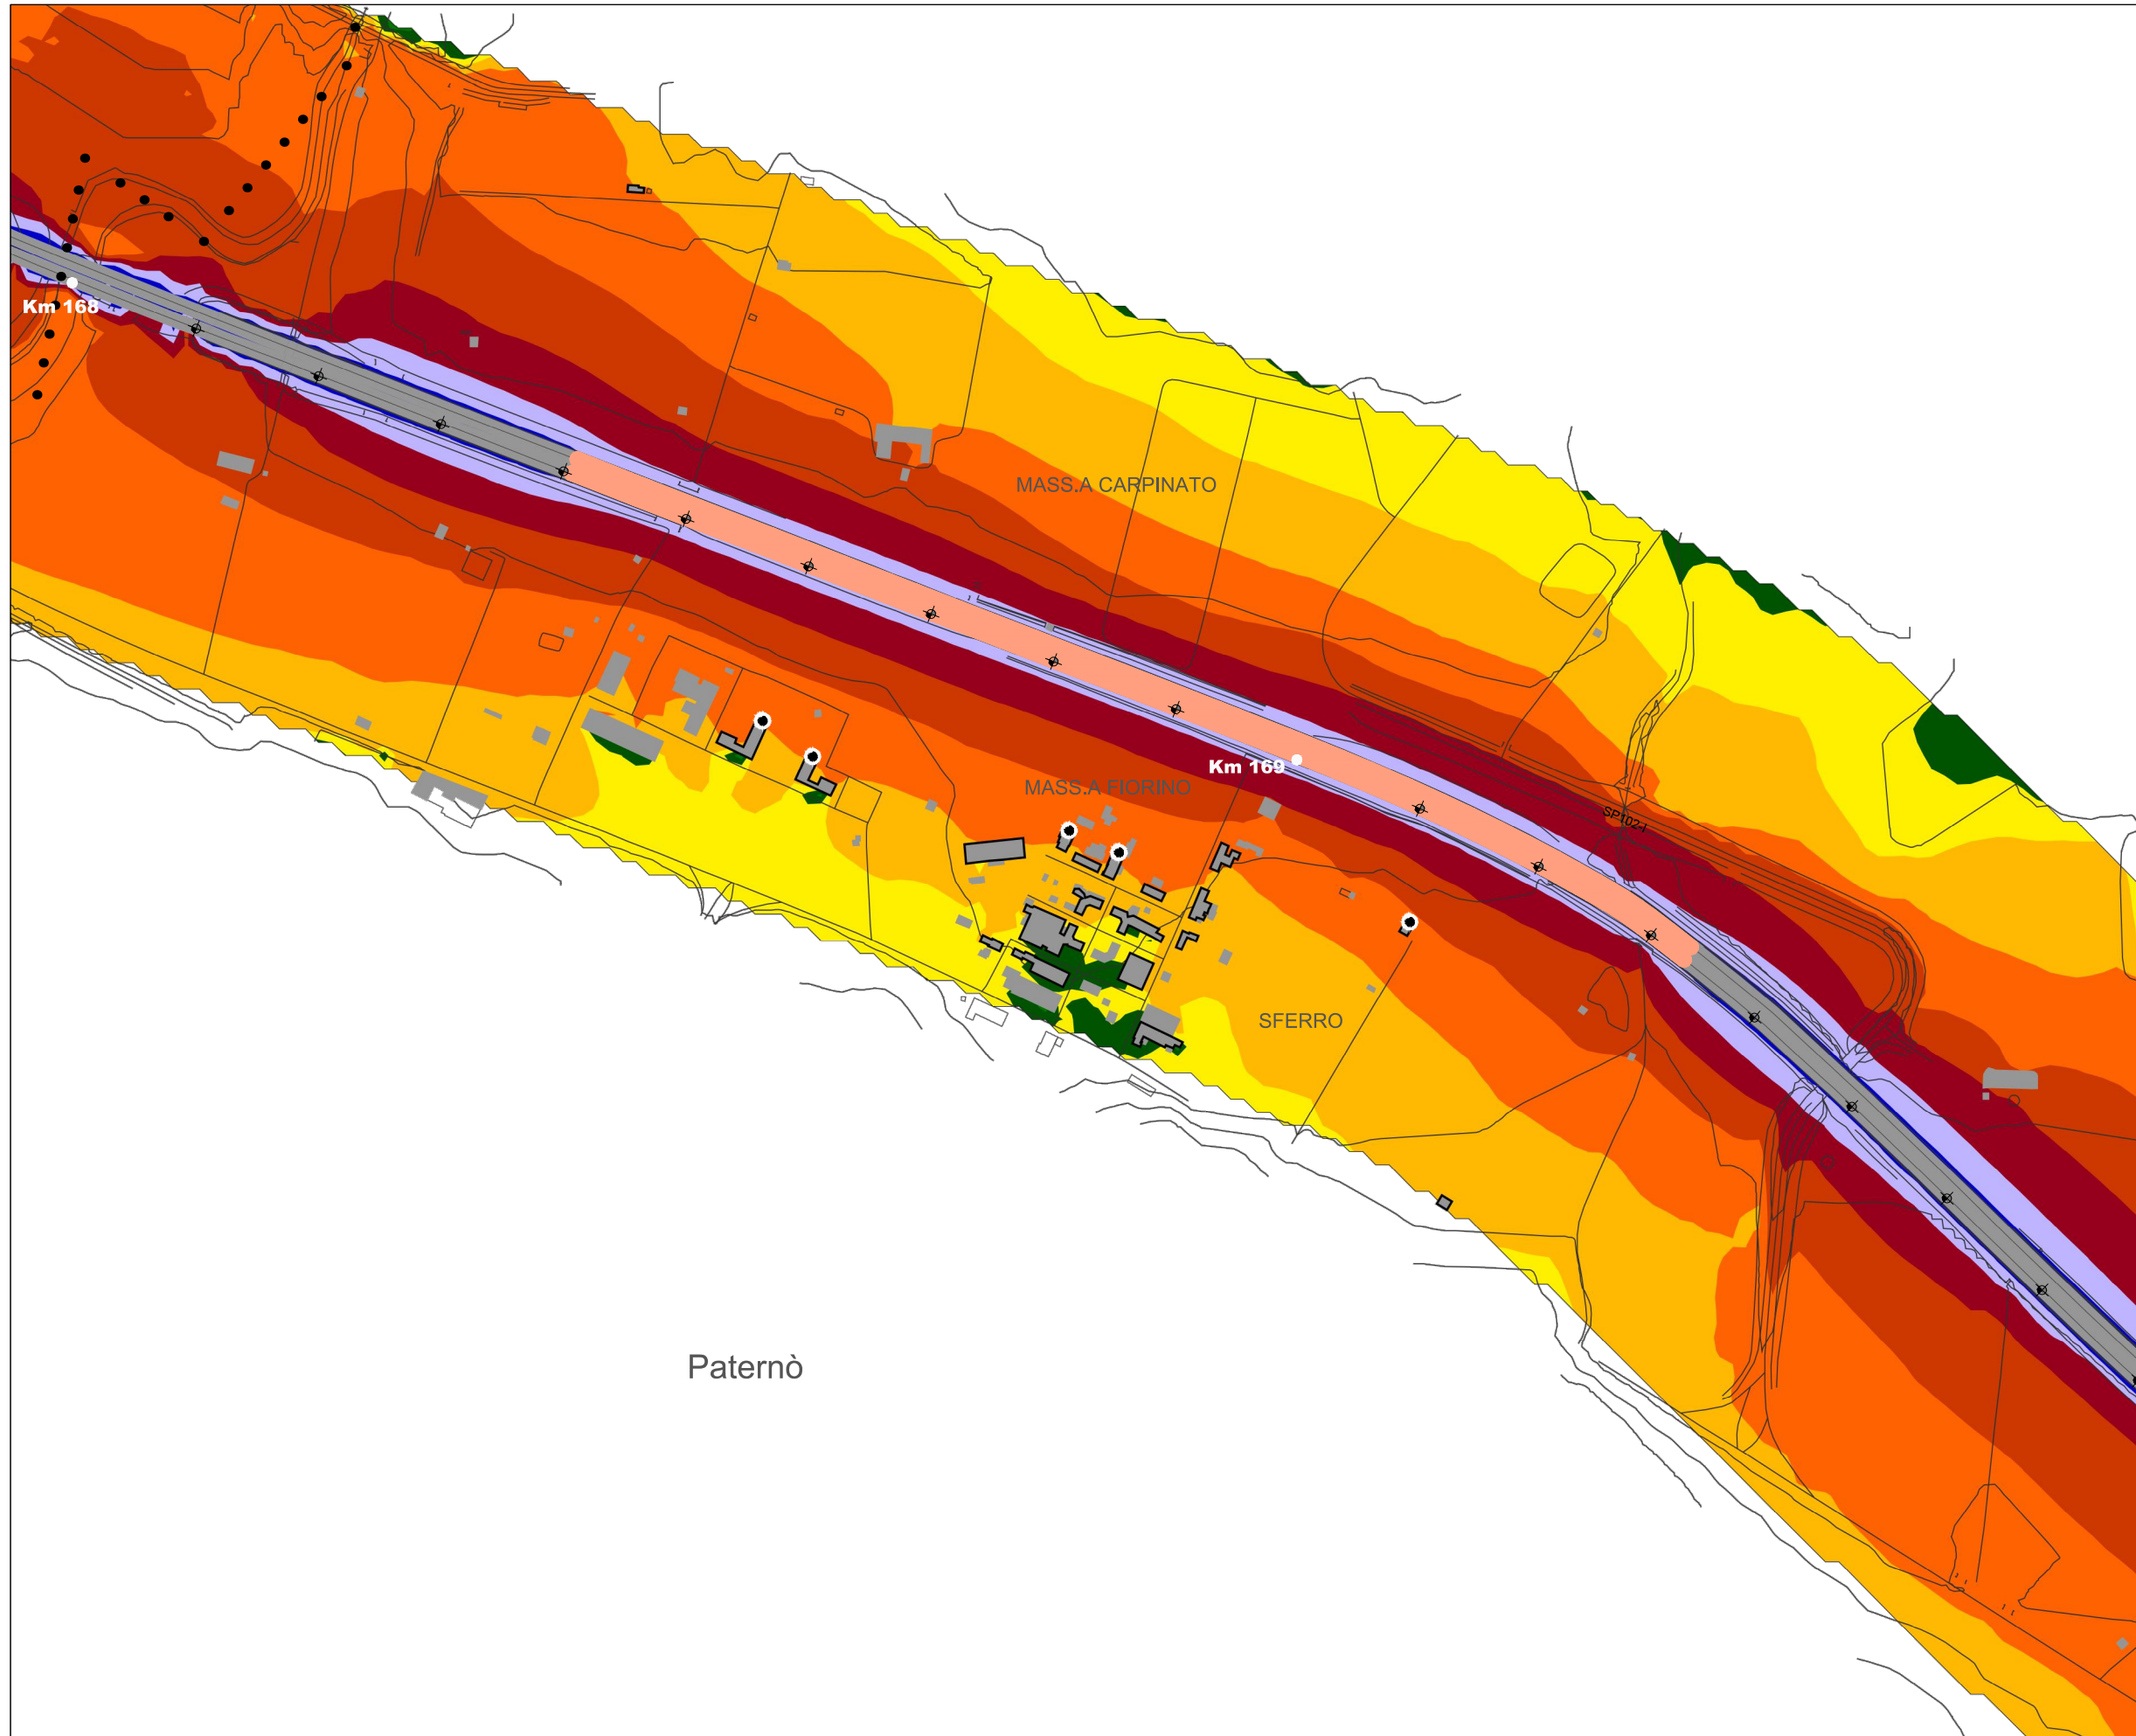 Km 168
MASS.A CARPINATO
Km 169
MASS.A FIORINO
SP102-I
SFERRO
Paternò